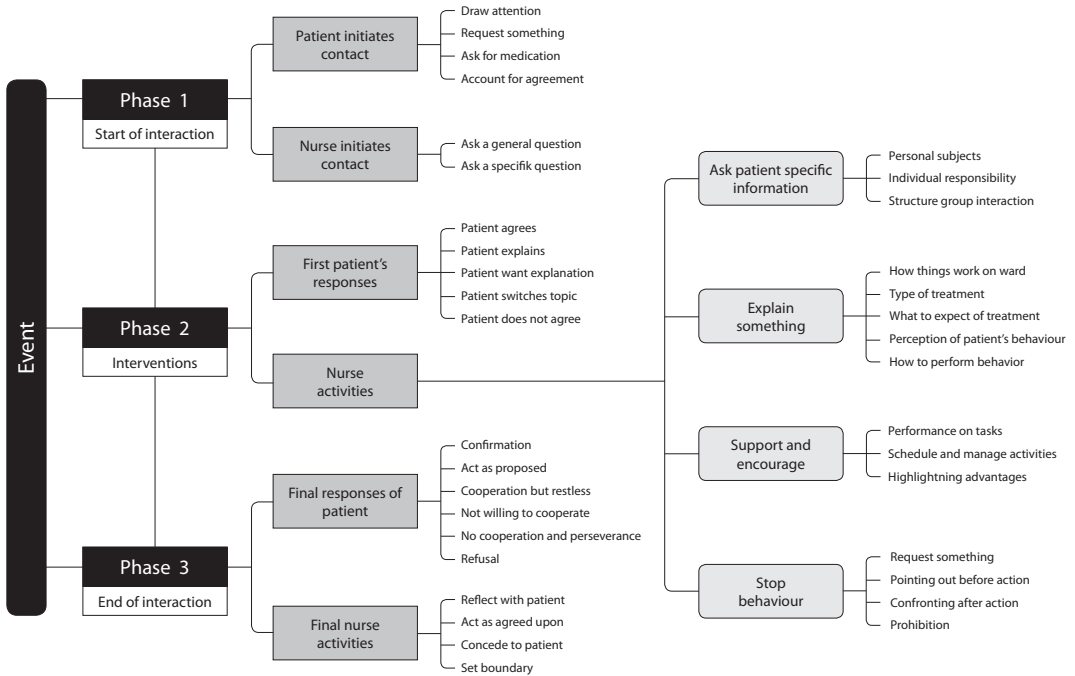 Event
Phase 1
Start of interaction
Patient initiates
contact
Draw attention
Request something
Ask for medication
Account for agreement
Nurse initiates
contact
Ask a general question
Ask a specifik question
Phase 2
Interventions
First patient's
responses
Patient agrees
Patient explains
Patient want explanation
Patient switches topic
Patient does not agree
Nurse
activities
Ask patient specific
information
Personal subjects
Individual responsibility
Structure group interaction
Explain
something
How things work on ward
Type of treatment
What to expect of treatment
Perception of patient's behaviour
How to perform behavior
Support and
encourage
Performance on tasks
Schedule and manage activities
Highlightning advantages
Stop
behaviour
Request something
Pointing out before action
Confronting after action
Prohibition
Phase 3
End of interaction
Final responses of
patient
Confirmation
Act as proposed
Cooperation but restless
Not willing to cooperate
No cooperation and perseverance
Refusal
Final nurse
activities
Reflect with patient
Act as agreed upon
Concede to patient
Set boundary